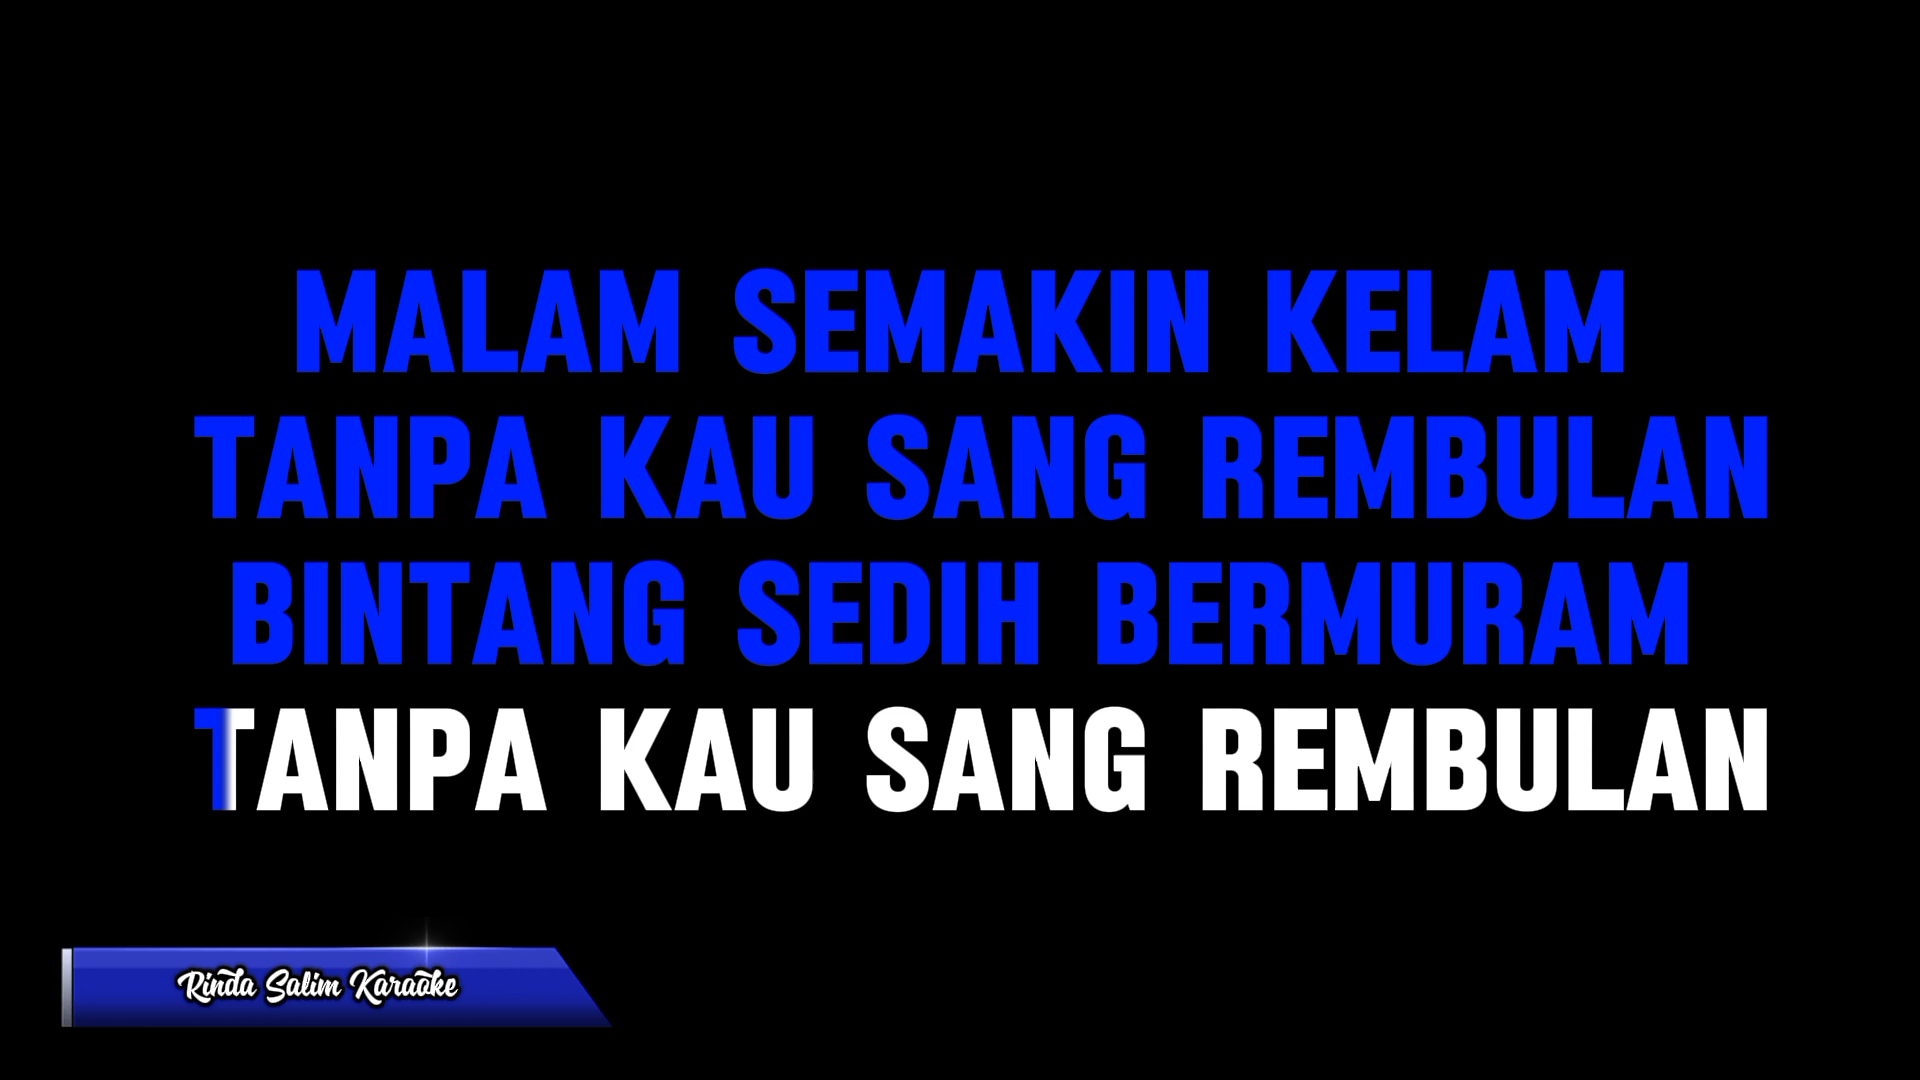 MALAM SEMAKIN KELAM
TANPA KAU SANG REMBULAN
BINTANG SEDIH BERMURAM
TANPA KAU SANG REMBULAN
Rinda Salim Karaoke